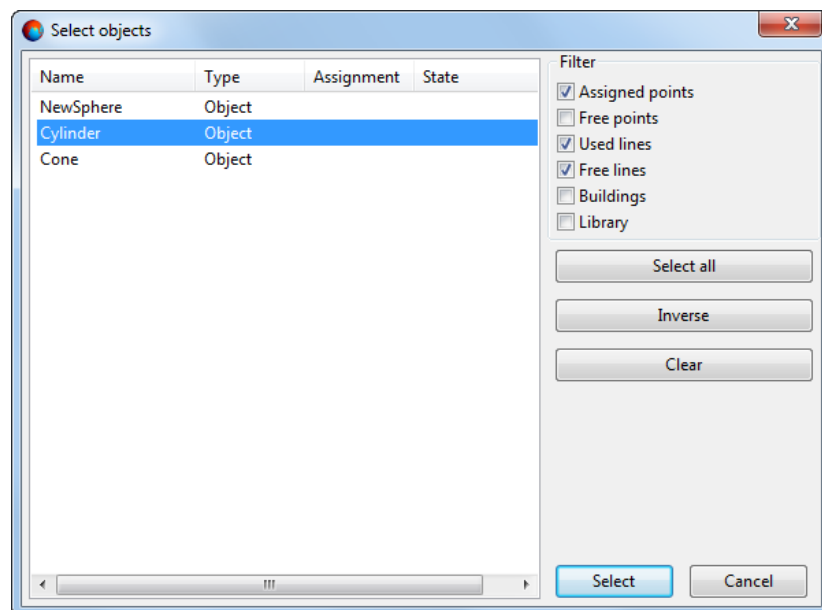 Select objects
Name Type Assignment State
NewSphere Object
Cylinder Object
Cone Object
Filter
Assigned points
Free points
Used lines
Free lines
Buildings
Library
Select all
Inverse
Clear
Select Cancel